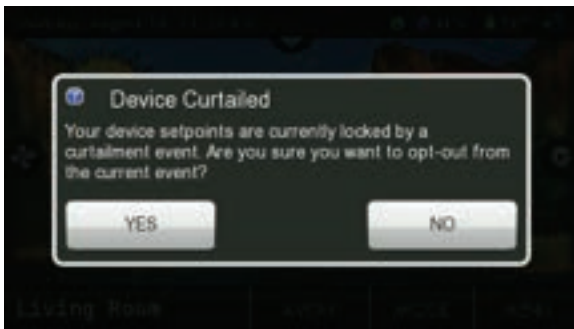 Device Curtailed
Your device setpoints are currently locked by a
curtailment event. Are you sure you want to opt-out from
the current event?
YES
NO
Living Room